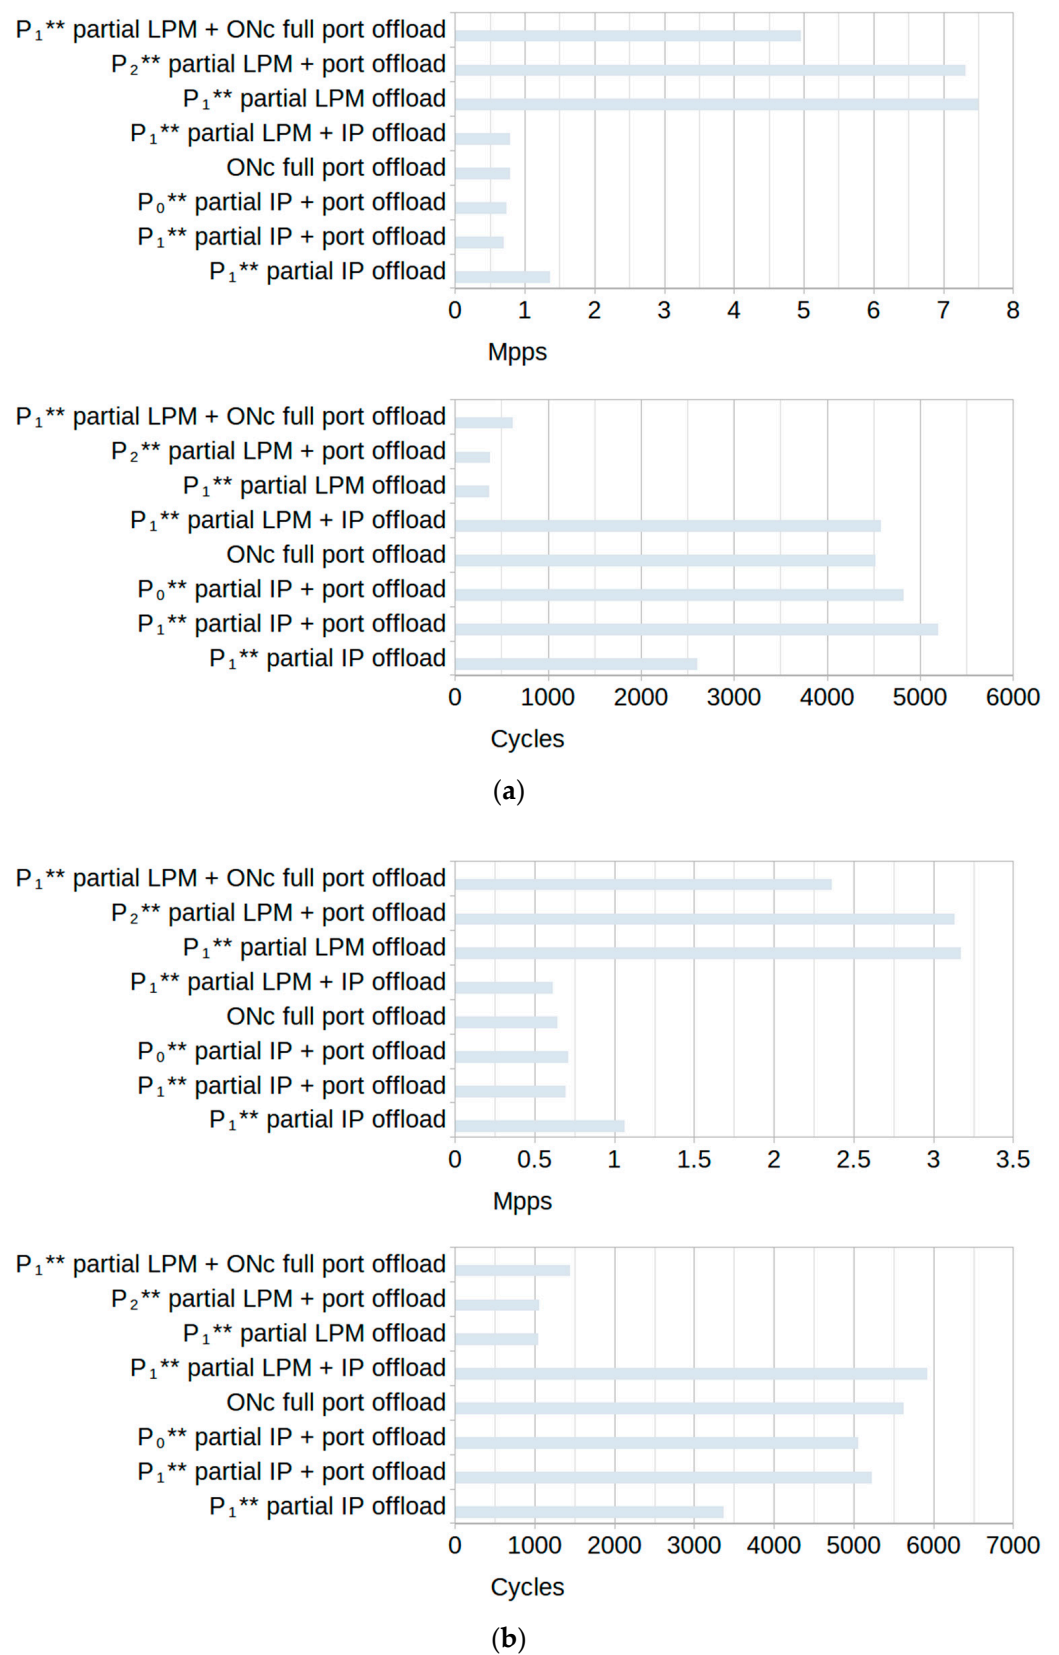 P₁** partial LPM + ONc full port offload
P₂** partial LPM + port offload
P₁** partial LPM offload
P₁** partial LPM + IP offload
ONc full port offload
P₀** partial IP + port offload
P₁** partial IP + port offload
P₁** partial IP offload
0 1 2 3 4 5 6 7 8
Mpps
P₁** partial LPM + ONc full port offload
P₂** partial LPM + port offload
P₁** partial LPM offload
P₁** partial LPM + IP offload
ONc full port offload
P₀** partial IP + port offload
P₁** partial IP + port offload
P₁** partial IP offload
0 1000 2000 3000 4000 5000 6000
Cycles
(a)
P₁** partial LPM + ONc full port offload
P₂** partial LPM + port offload
P₁** partial LPM offload
P₁** partial LPM + IP offload
ONc full port offload
P₀** partial IP + port offload
P₁** partial IP + port offload
P₁** partial IP offload
0 0.5 1 1.5 2 2.5 3 3.5
Mpps
P₁** partial LPM + ONc full port offload
P₂** partial LPM + port offload
P₁** partial LPM offload
P₁** partial LPM + IP offload
ONc full port offload
P₀** partial IP + port offload
P₁** partial IP + port offload
P₁** partial IP offload
0 1000 2000 3000 4000 5000 6000 7000
Cycles
(b)